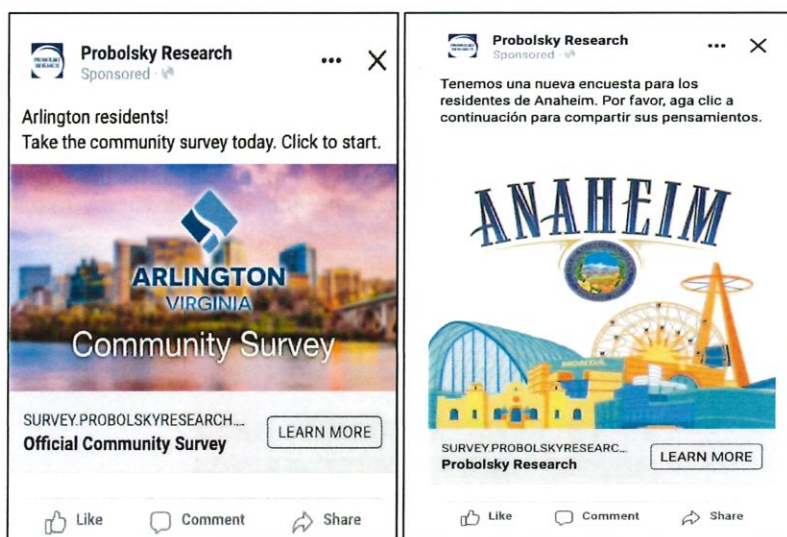 Probolsky Research
Sponsored
Arlington residents!
Take the community survey today. Click to start.
ARLINGTON
VIRGINIA
Community Survey
SURVEY.PROBOLSKYRESEARCH....
Official Community Survey
LEARN MORE
Like
Comment
Share
Probolsky Research
Sponsored
Tenemos una nueva encuesta para los
residentes de Anaheim. Por favor, aga clic a
continuación para compartir sus pensamientos.
ANAHEIM
HONDA
SURVEY.PROBOLSKYRESEARC...
Probolsky Research
LEARN MORE
Like
Comment
Share